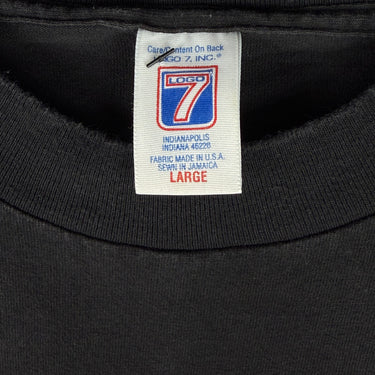 Care/Content On Back
LOGO 7, INC.®
LOGO
7
INDIANAPOLIS
INDIANA 46226
FABRIC MADE IN U.S.A.
SEWN IN JAMAICA
LARGE